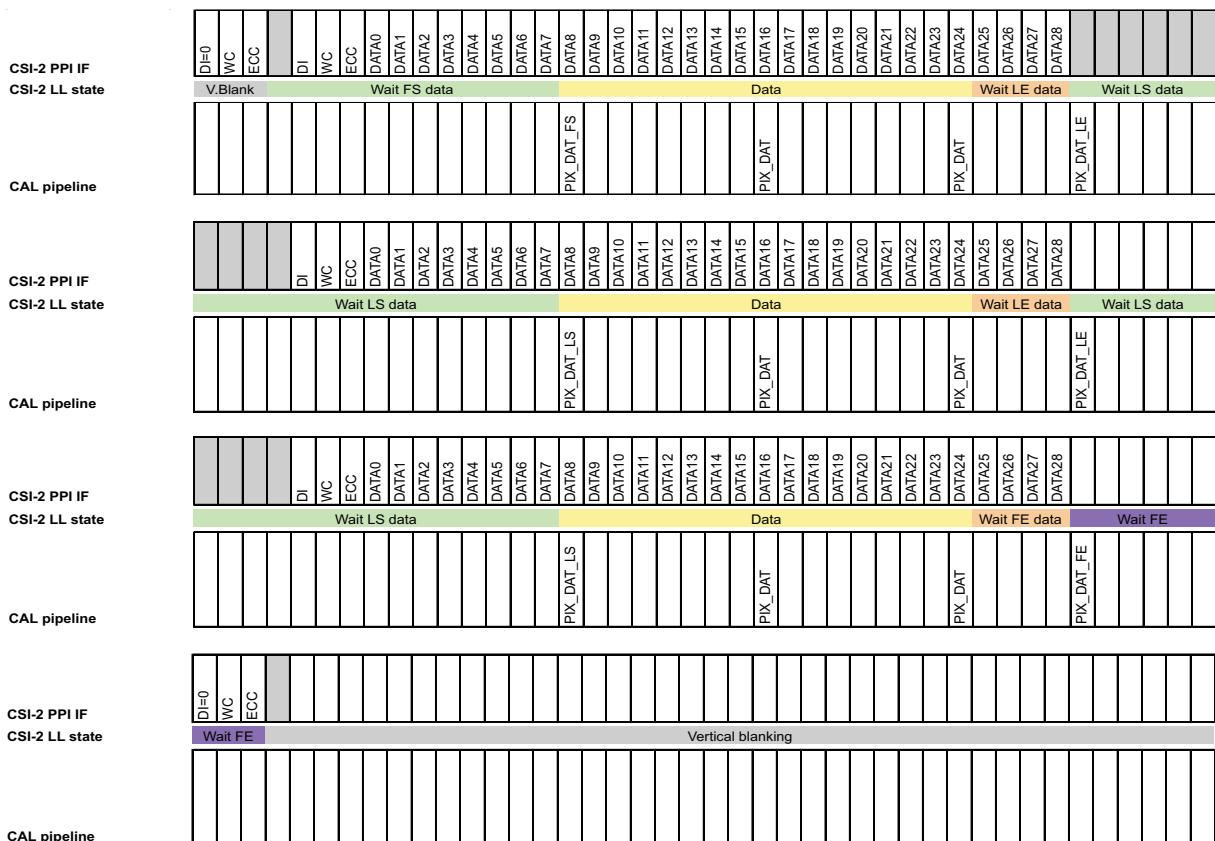 DI=0 WC ECC DI WC ECC DATA0 DATA1 DATA2 DATA3 DATA4 DATA5 DATA6 DATA7 DATA8 DATA9 DATA10 DATA11 DATA12 DATA13 DATA14 DATA15 DATA16 DATA17 DATA18 DATA19 DATA20 DATA21 DATA22 DATA23 DATA24 DATA25 DATA26 DATA27 DATA28
CSI-2 PPI IF
CSI-2 LL state V.Blank Wait FS data Data Wait LE data Wait LS data
PIX_DAT_FS PIX_DAT PIX_DAT PIX_DAT_LE
CAL pipeline
DI WC ECC DATA0 DATA1 DATA2 DATA3 DATA4 DATA5 DATA6 DATA7 DATA8 DATA9 DATA10 DATA11 DATA12 DATA13 DATA14 DATA15 DATA16 DATA17 DATA18 DATA19 DATA20 DATA21 DATA22 DATA23 DATA24 DATA25 DATA26 DATA27 DATA28
CSI-2 PPI IF
CSI-2 LL state Wait LS data Data Wait LE data Wait LS data
PIX_DAT_LS PIX_DAT PIX_DAT PIX_DAT_LE
CAL pipeline
DI WC ECC DATA0 DATA1 DATA2 DATA3 DATA4 DATA5 DATA6 DATA7 DATA8 DATA9 DATA10 DATA11 DATA12 DATA13 DATA14 DATA15 DATA16 DATA17 DATA18 DATA19 DATA20 DATA21 DATA22 DATA23 DATA24 DATA25 DATA26 DATA27 DATA28
CSI-2 PPI IF
CSI-2 LL state Wait LS data Data Wait FE data Wait FE
PIX_DAT_LS PIX_DAT PIX_DAT PIX_DAT_FE
CAL pipeline
DI=0 WC ECC
CSI-2 PPI IF
CSI-2 LL state Wait FE Vertical blanking
CAL pipeline